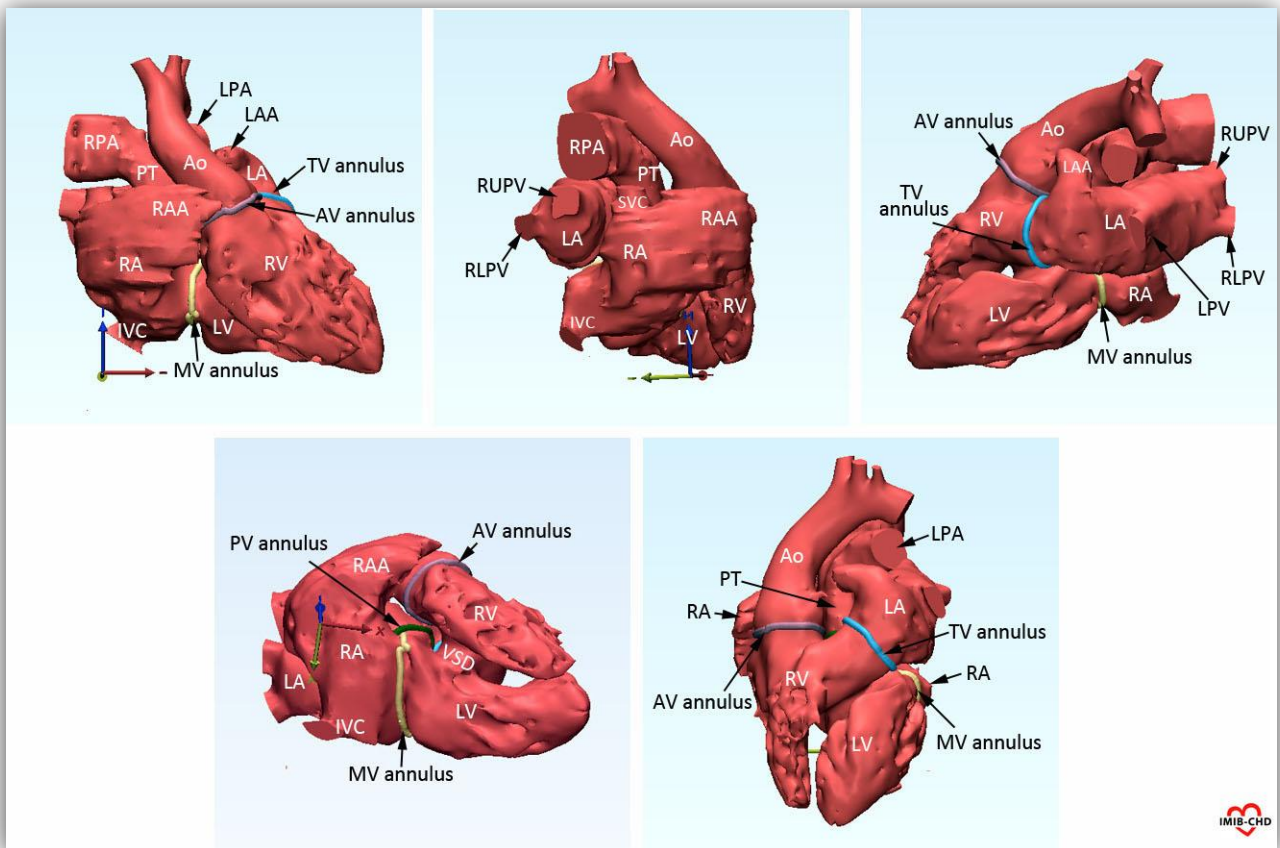 LPA
LAA
RPA
Ao
PT
LA
TV annulus
RAA
AV annulus
RA
RV
IVC
LV
MV annulus
RPA
Ao
RUPV
PT
SVC
RAA
LA
RLPV
RA
IVC
RV
LV
AV annulus
Ao
RUPV
LAA
TV
annulus
RV
LA
RLPV
LV
RA
LPV
MV annulus
PV annulus
AV annulus
RAA
RV
x
RA
VSD
LA
LV
IVC
MV annulus
LPA
Ao
PT
RA
LA
TV annulus
RV
RA
AV annulus
LV
MV annulus
IMIB-CHD